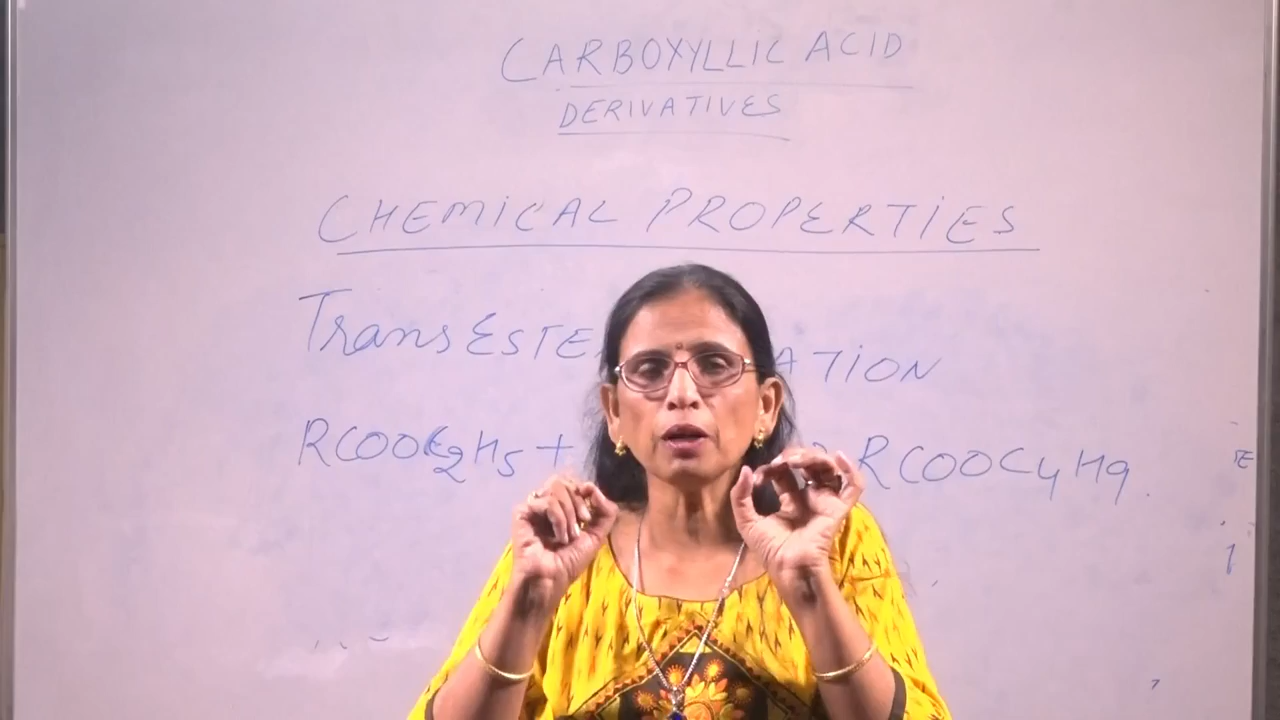 CARBOXYLLIC ACID
DERIVATIVES
CHEMICAL PROPERTIES
TransESTE ATION
RCOOC2H5 + RCOOC4H9